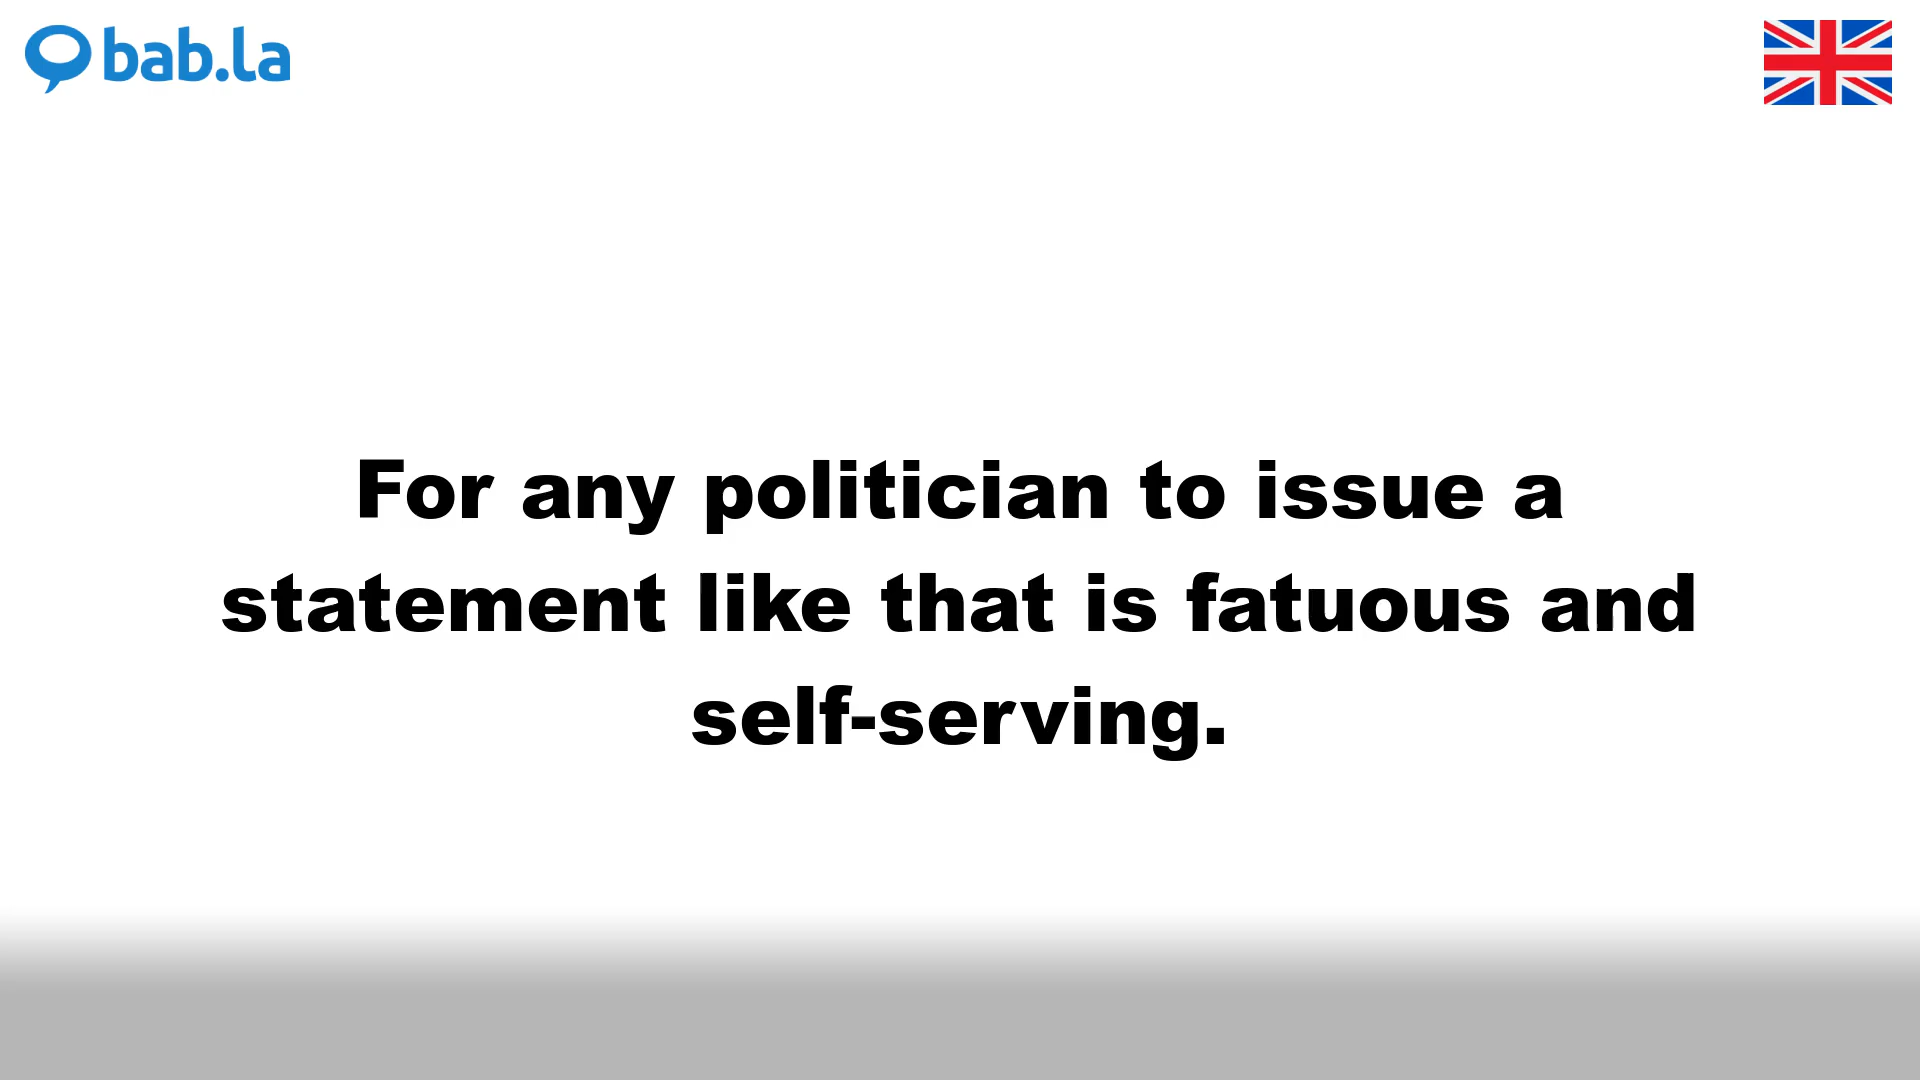 bab.la
For any politician to issue a
statement like that is fatuous and
self-serving.